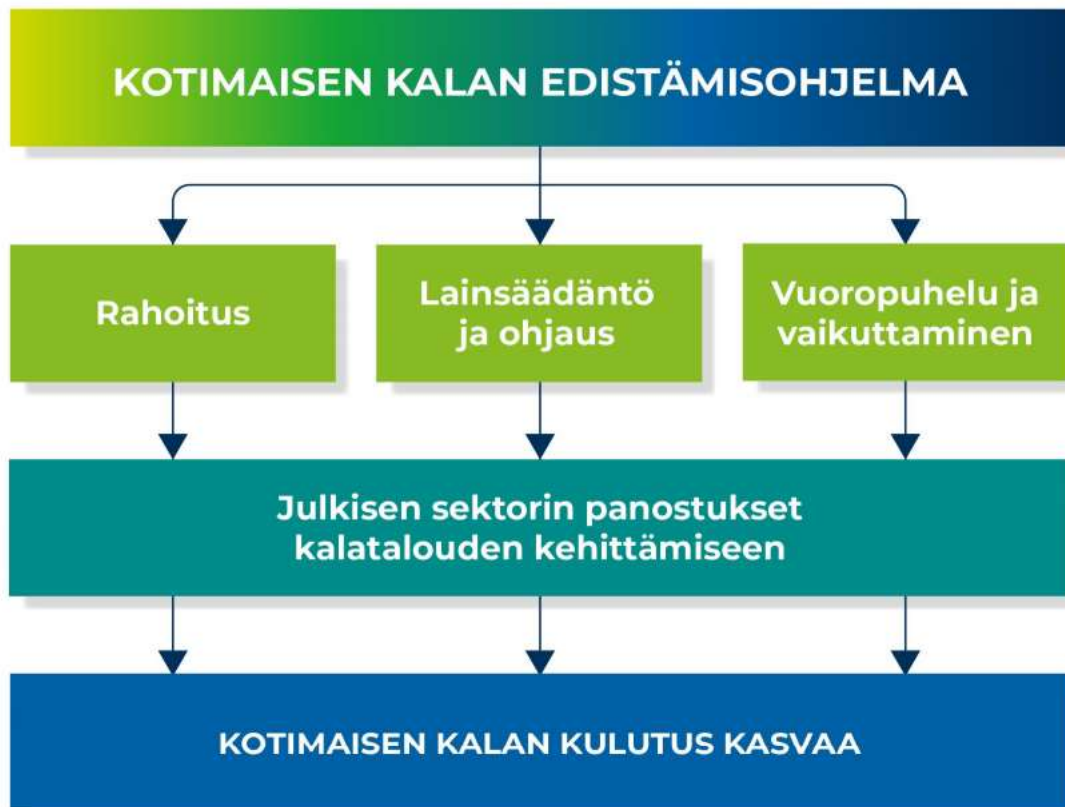 KOTIMAISEN KALAN EDISTÄMISOHJELMA
Rahoitus
Lainsäädäntö
ja ohjaus
Vuoropuhelu ja
vaikuttaminen
Julkisen sektorin panostukset
kalatalouden kehittämiseen
KOTIMAISEN KALAN KULUTUS KASVAA